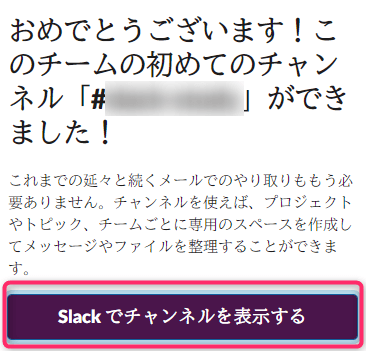 おめでとうございます！こ
のチームの初めてのチャン
ネル「#」ができ
ました！
これまでの延々と続くメールでのやり取りももう必
要ありません。チャンネルを使えば、プロジェクト
やトピック、チームごとに専用のスペースを作成し
てメッセージやファイルを整理することができま
す。
Slack でチャンネルを表示する